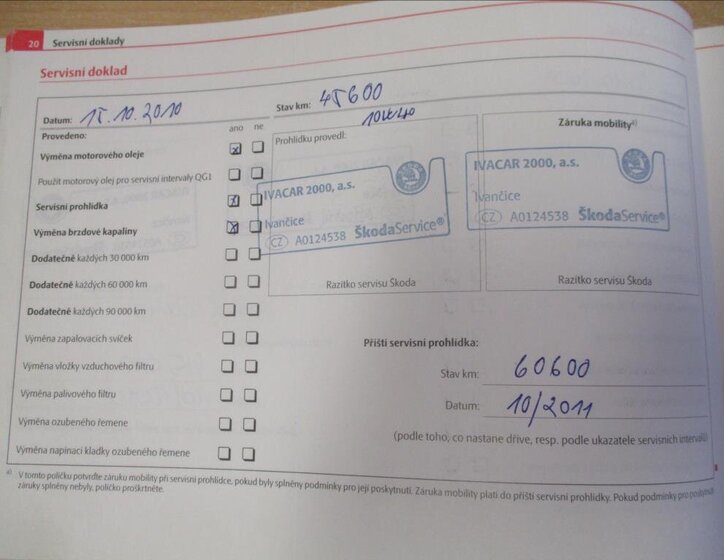 20 Servisní doklady
Servisní doklad
Datum: 15.10.2010
Stav km: 45600
Provedeno: ano ne
Prohlídku provedl: 10W40
Záruka mobility a)
Výměna motorového oleje
Použít motorový olej pro servisní intervaly QG1
Servisní prohlídka
Výměna brzdové kapaliny
Dodatečně každých 30 000 km
Dodatečně každých 60 000 km
Dodatečně každých 90 000 km
Výměna zapalovacích svíček
Výměna vložky vzduchového filtru
Výměna palivového filtru
Výměna ozubeného řemene
Výměna napínací kladky ozubeného řemene
IVACAR 2000, a.s.
Ivančice
CZ A0124538 ŠkodaService®
Razítko servisu Škoda
IVACAR 2000, a.s.
Ivančice
CZ A0124538 ŠkodaService®
Razítko servisu Škoda
Příští servisní prohlídka:
Stav km: 60600
Datum: 10/2011
(podle toho, co nastane dříve, resp. podle ukazatele servisních intervalů)
a) V tomto políčku potvrďte záruku mobility při servisní prohlídce, pokud byly splněny podmínky pro její poskytnutí. Záruka mobility platí do příští servisní prohlídky. Pokud podmínky pro poskytnutí
záruky splněny nebyly, políčko proškrtněte.